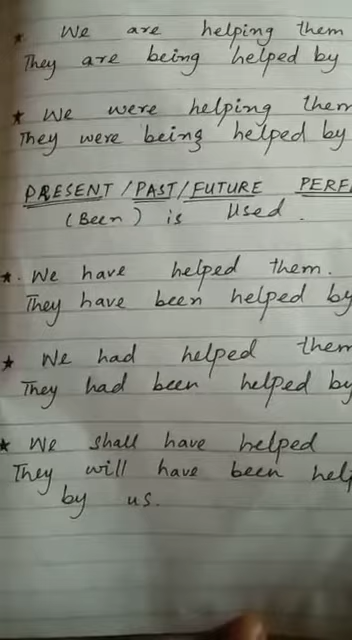 ★ We are helping them
They are being helped by
★ We were helping them
They were being helped by
PRESENT/PAST/FUTURE
(Been) is used.
★. We have helped them.
They have been helped by
★ We had helped them
They had been helped by
★ We shall have helped
They will have been
by us.